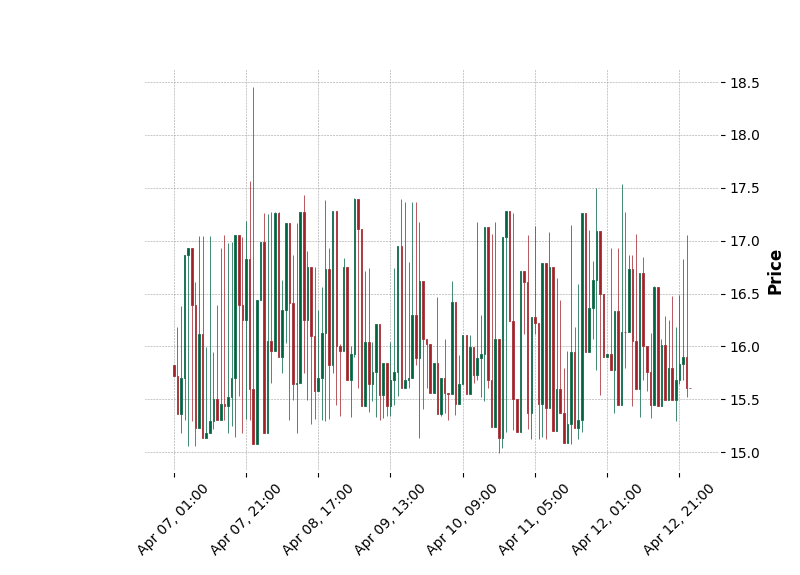 18.5
18.0
17.5
17.0
16.5
16.0
15.5
15.0
Price
Apr 07, 01:00
Apr 07, 21:00
Apr 08, 17:00
Apr 09, 13:00
Apr 10, 09:00
Apr 11, 05:00
Apr 12, 01:00
Apr 12, 21:00